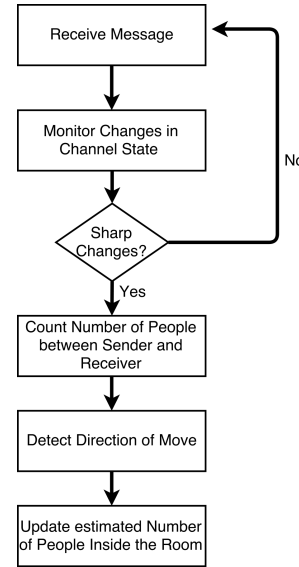 Receive Message
Monitor Changes in
Channel State
Sharp
Changes?
No
Yes
Count Number of People
between Sender and
Receiver
Detect Direction of Move
Update estimated Number
of People Inside the Room